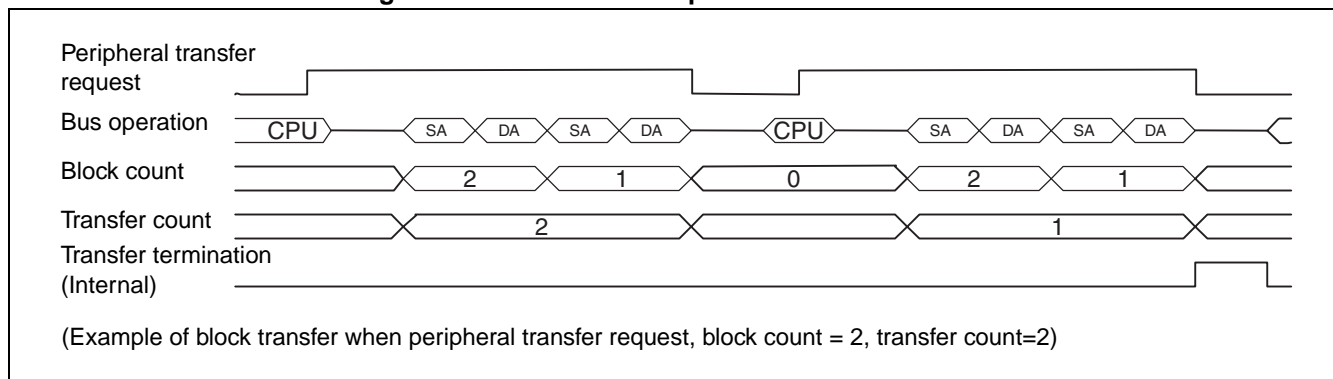 Peripheral transfer
request
Bus operation
CPU SA DA SA DA CPU SA DA SA DA
Block count
2 1 0 2 1
Transfer count
2 1
Transfer termination
(Internal)
(Example of block transfer when peripheral transfer request, block count = 2, transfer count=2)